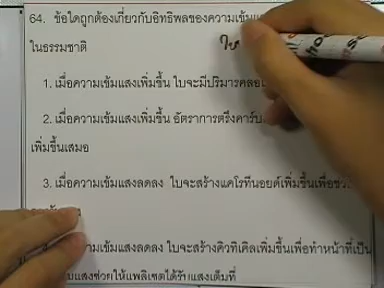 64. ข้อใดถูกต้องเกี่ยวกับอิทธิพลของความเข้ม
ในธรรมชาติ
ใบ
1. เมื่อความเข้มแสงเพิ่มขึ้น ใบจะมีปริมาณคลอ
2. เมื่อความเข้มแสงเพิ่มขึ้น อัตราการตรึงคาร์บ
เพิ่มขึ้นเสมอ
3. เมื่อความเข้มแสงลดลง ใบจะสร้างแคโรทีนอยด์เพิ่มขึ้นเพื่อช่วย
ความเข้มแสงลดลง ใบจะสร้างคิวทิเคิลเพิ่มขึ้นเพื่อทำหน้าที่เป็น
แสงช่วยให้แพลิเซดได้รับแสงเต็มที่